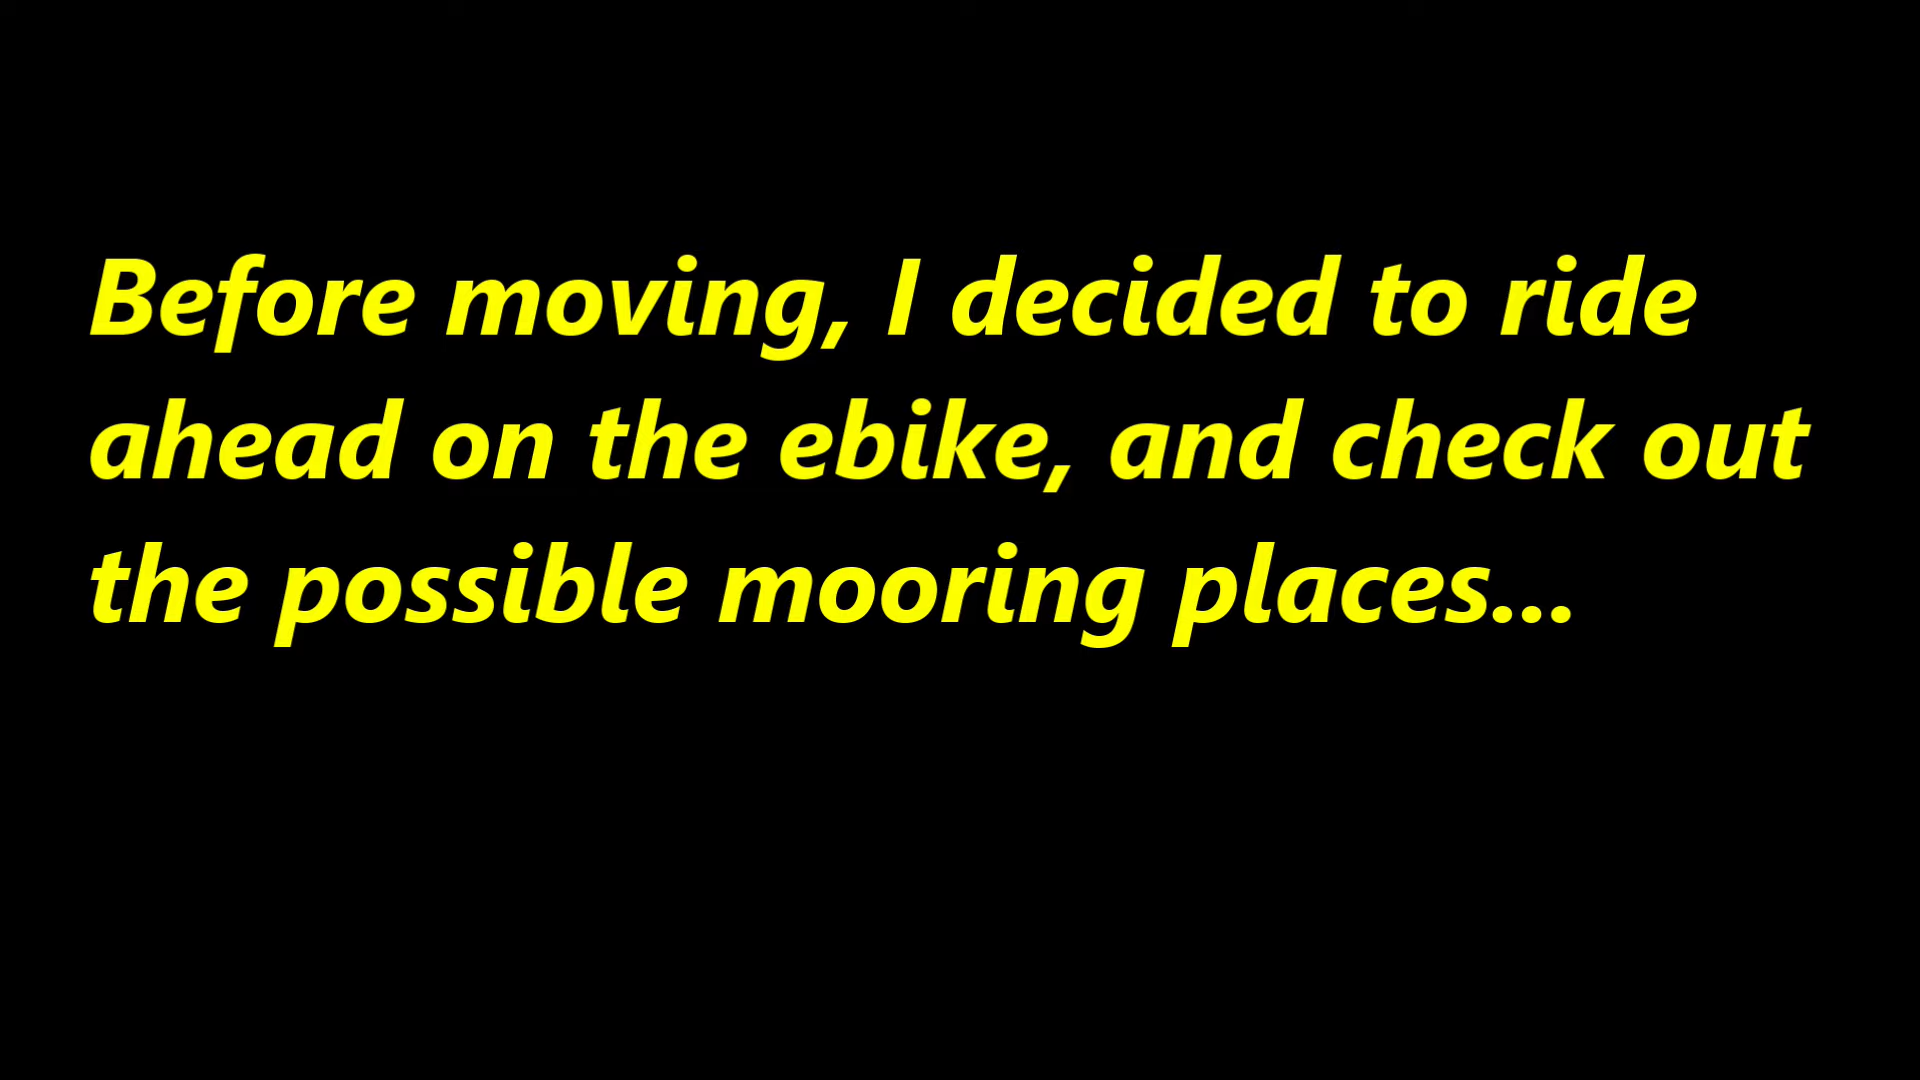 Before moving, I decided to ride
ahead on the ebike, and check out
the possible mooring places...